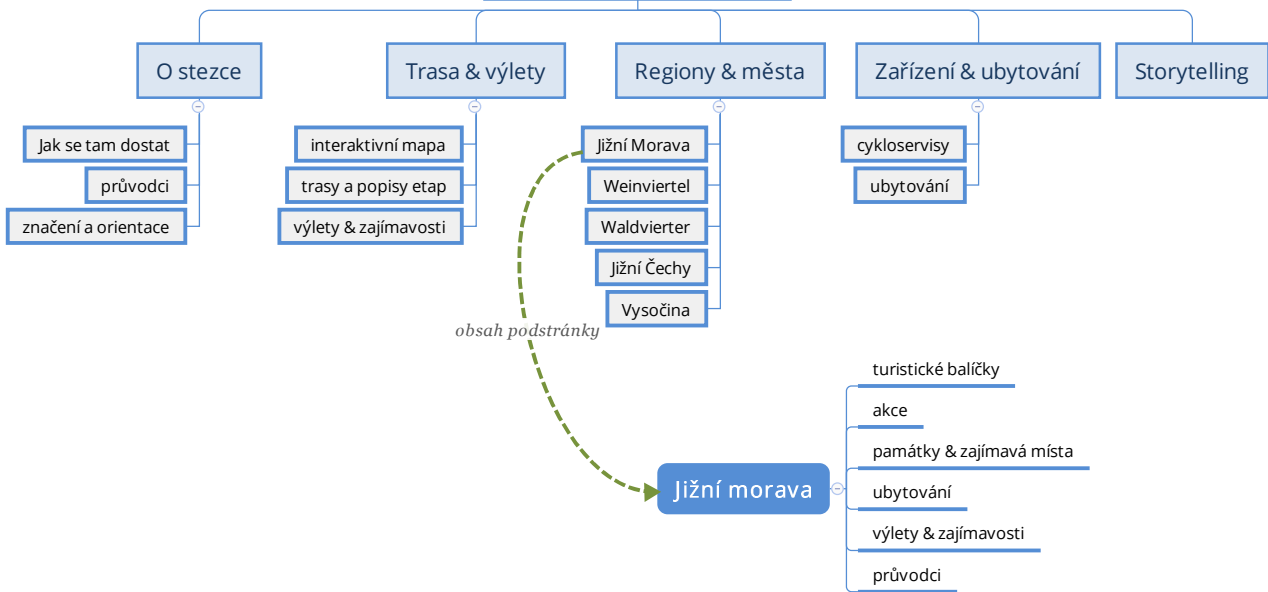 O stezce
Trasa & výlety
Regiony & města
Zařízení & ubytování
Storytelling
Jak se tam dostat
průvodci
značení a orientace
interaktivní mapa
trasy a popisy etap
výlety & zajímavosti
Jižní Morava
Weinviertel
Waldvierter
Jižní Čechy
Vysočina
cykloservisy
ubytování
obsah podstránky
Jižní morava
turistické balíčky
akce
památky & zajímavá místa
ubytování
výlety & zajímavosti
průvodci